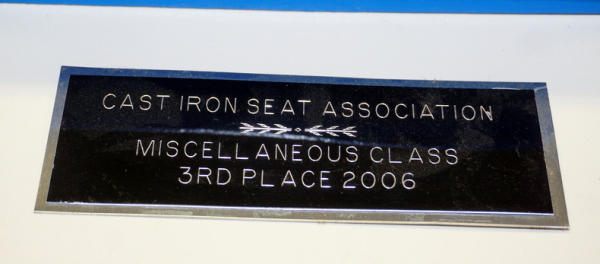 CAST IRON SEAT ASSOCIATION
MISCELLANEOUS CLASS
3RD PLACE 2006